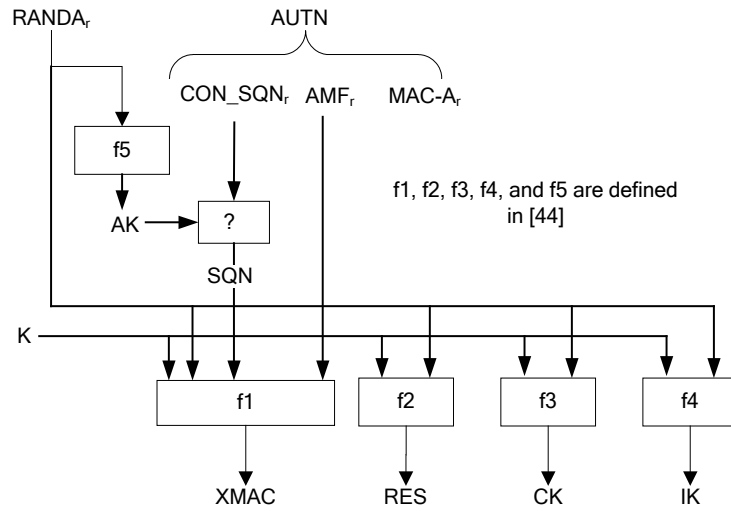 RANDAᵣ
AUTN
CON_SQNᵣ
AMFᵣ
MAC-Aᵣ
f5
f1, f2, f3, f4, and f5 are defined
in [44]
AK
?
SQN
K
f1
f2
f3
f4
XMAC
RES
CK
IK